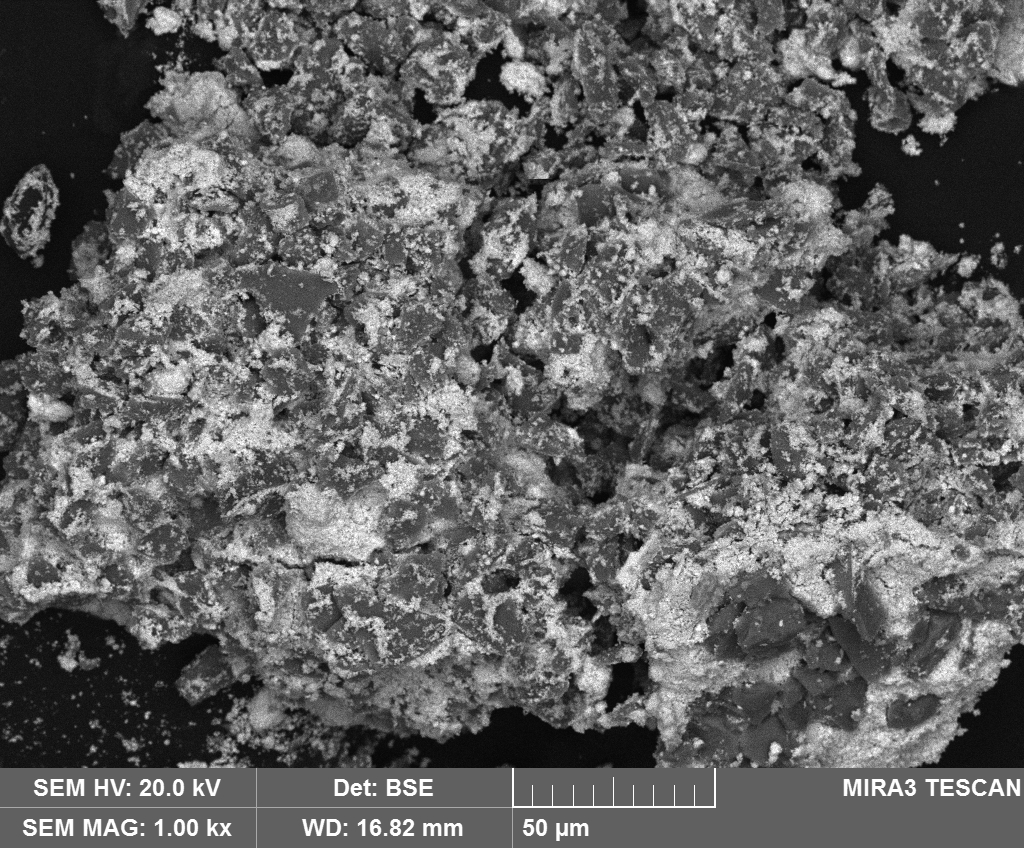 SEM HV: 20.0 kV
Det: BSE
MIRA3 TESCAN
SEM MAG: 1.00 kx
WD: 16.82 mm
50 µm